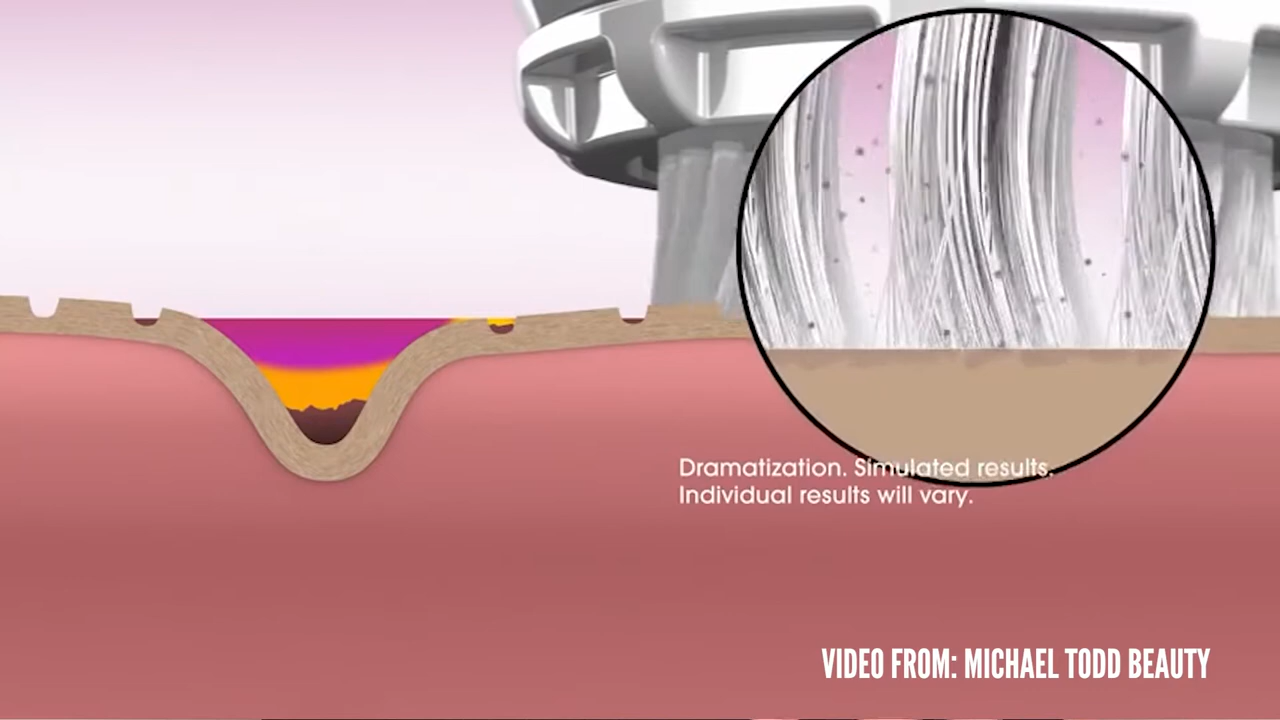 Dramatization. Simulated results.
Individual results will vary.
VIDEO FROM: MICHAEL TODD BEAUTY